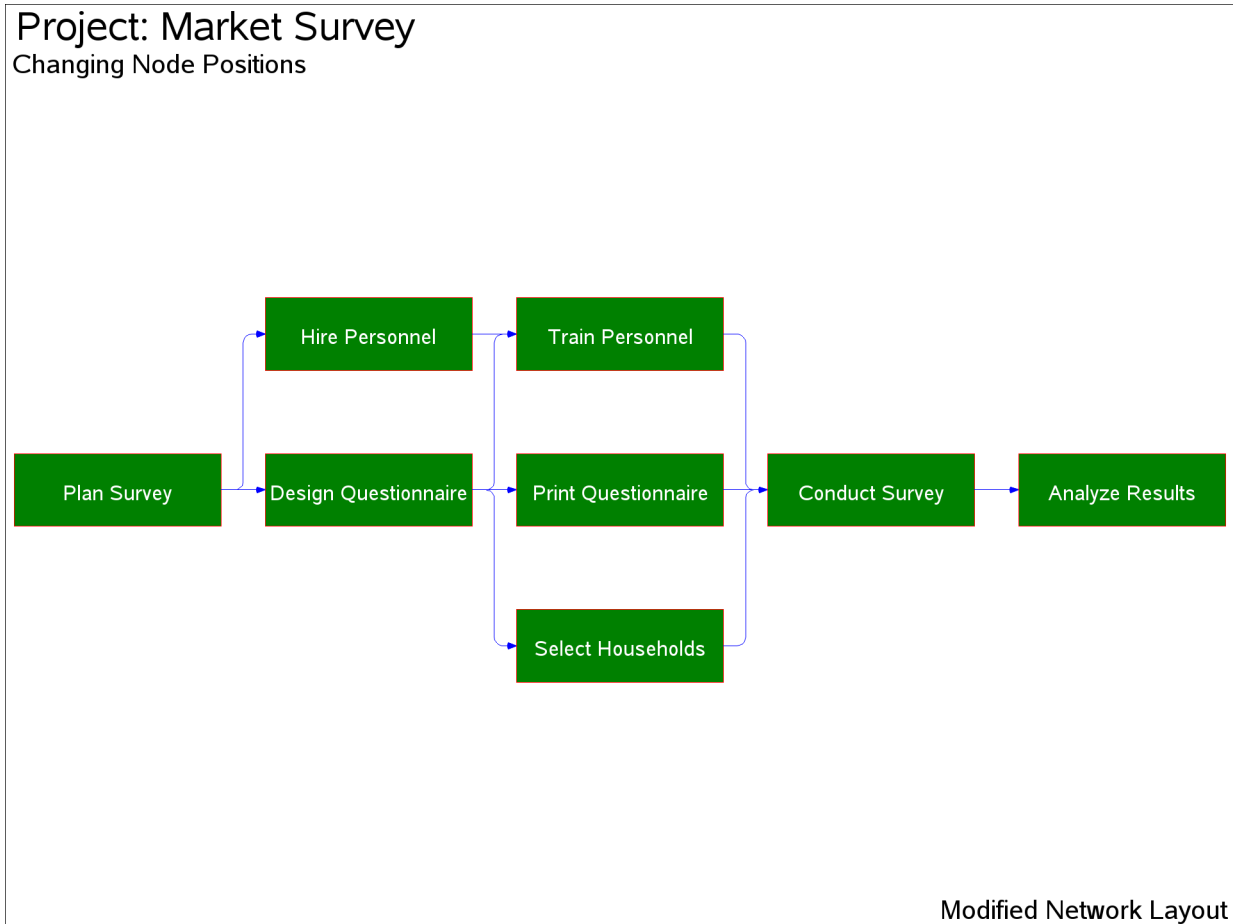 Project: Market Survey
Changing Node Positions
Hire Personnel
Train Personnel
Plan Survey
Design Questionnaire
Print Questionnaire
Conduct Survey
Analyze Results
Select Households
Modified Network Layout